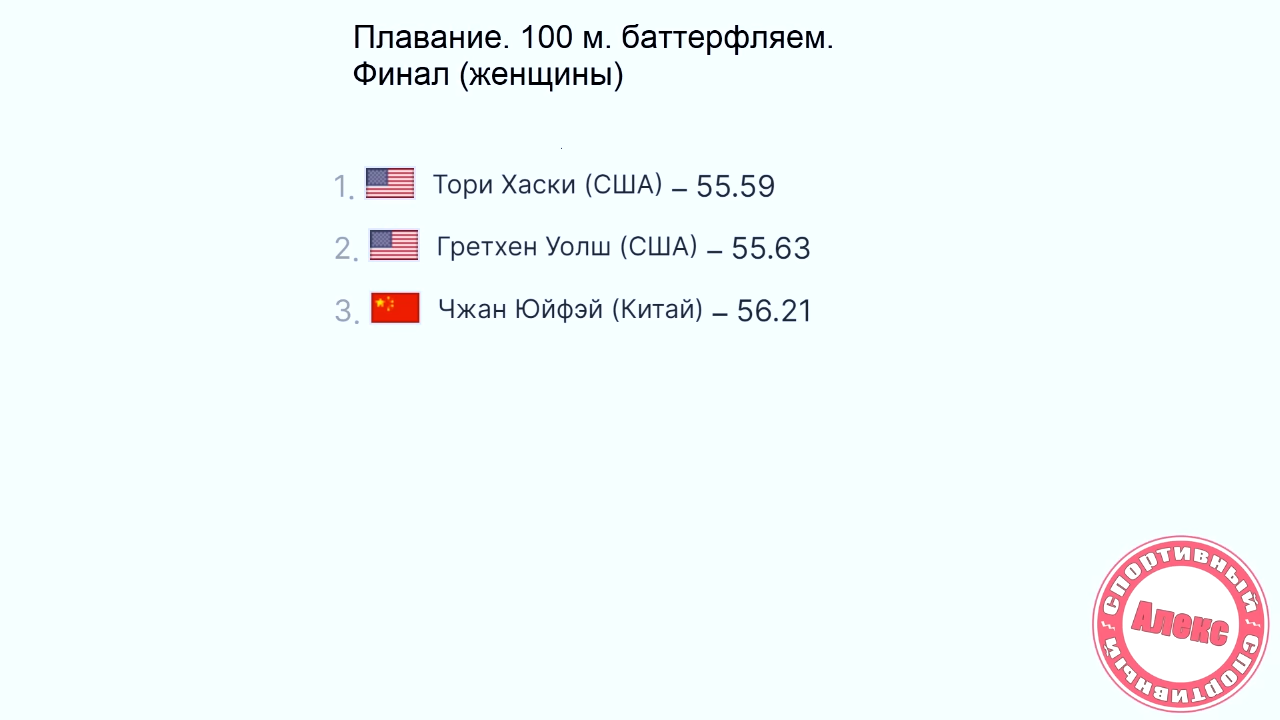 Плавание. 100 м. баттерфляем.
Финал (женщины)
1. Тори Хаски (США) – 55.59
2. Гретхен Уолш (США) – 55.63
3. Чжан Юйфэй (Китай) – 56.21
СПОРТИВНЫЙ
Алекс
СПОРТИВНЫЙ